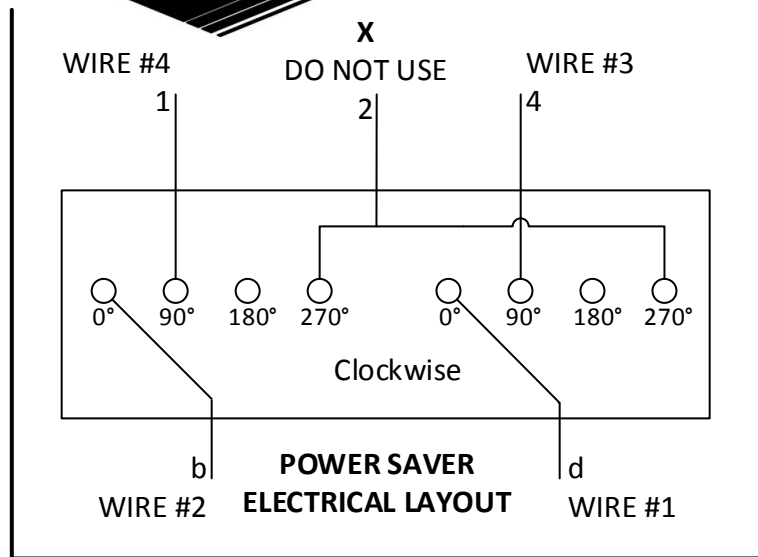 X
WIRE #4
DO NOT USE
WIRE #3
1
2
4
0° 90° 180° 270° 0° 90° 180° 270°
Clockwise
b
POWER SAVER
d
WIRE #2
ELECTRICAL LAYOUT
WIRE #1